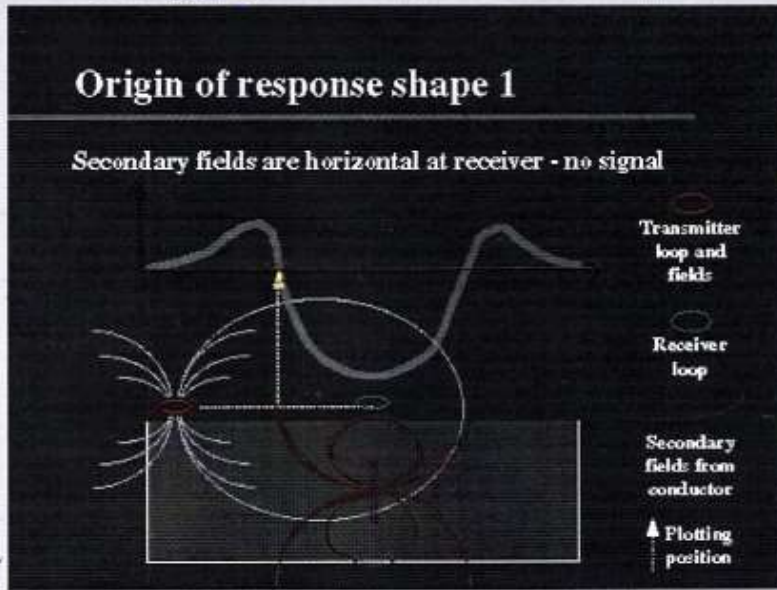 Origin of response shape 1
Secondary fields are horizontal at receiver - no signal
Transmitter
loop and
fields
Receiver
loop
Secondary
fields from
conductor
Plotting
position